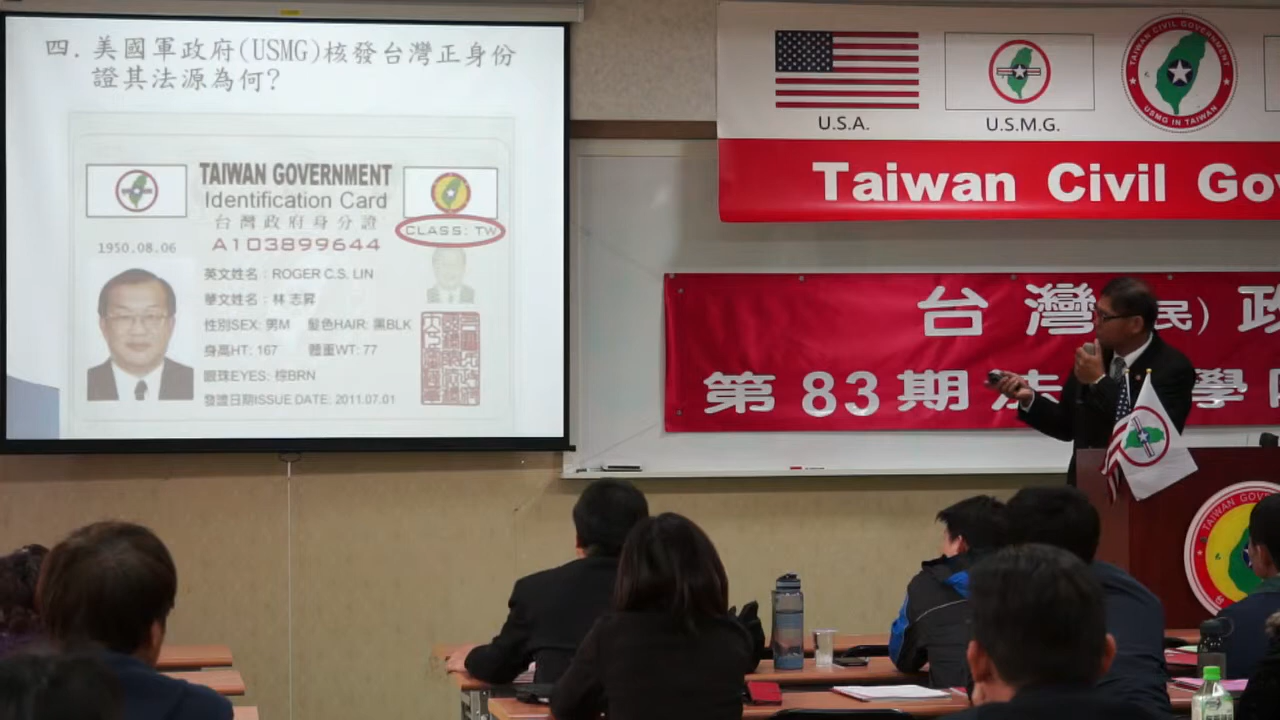 四. 美國軍政府(USMG)核發台灣正身份
證其法源為何?
TAIWAN GOVERNMENT
Identification Card
台灣政府身分證
CLASS: TW
1950.08.06
A103899644
英文姓名：ROGER C.S. LIN
華文姓名：林 志昇
性別SEX: 男M 髮色HAIR: 黑BLK
身高HT: 167 體重WT: 77
眼珠EYES: 棕BRN
發證日期ISSUE DATE: 2011.07.01
U.S.A.
U.S.M.G.
TAIWAN CIVIL GOVERNMENT
USMG IN TAIWAN
Taiwan Civil Gov
台灣(民)政
第83期法 學
TAIWAN GOV